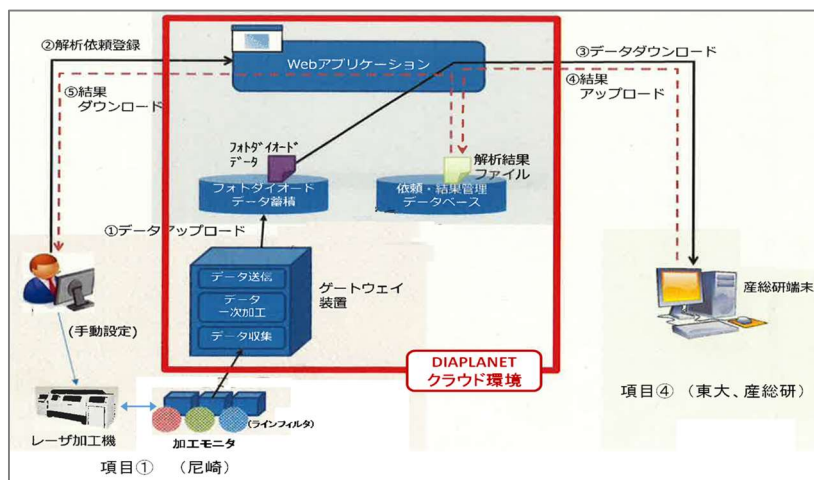 ②解析依頼登録
Webアプリケーション
③データダウンロード
⑤結果
ダウンロード
④結果
アップロード
フォトダイオード
データ
解析結果
ファイル
フォトダイオード
データ蓄積
依頼・結果管理
データベース
①データアップロード
データ送信
データ
一次加工
データ収集
ゲートウェイ
装置
産総研端末
(手動設定)
DIAPLANET
クラウド環境
項目④ (東大、産総研)
(ラインフィルタ)
レーザ加工機
加工モニタ
項目① (尼崎)